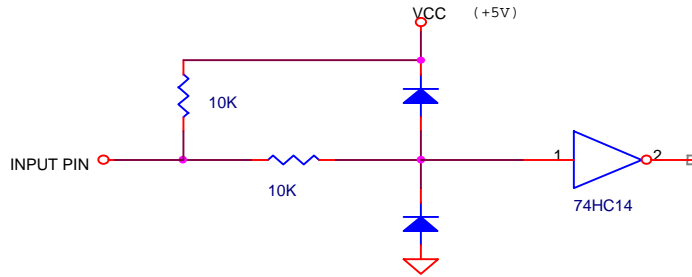 VCC (+5V)
10K
INPUT PIN
1
2
10K
74HC14